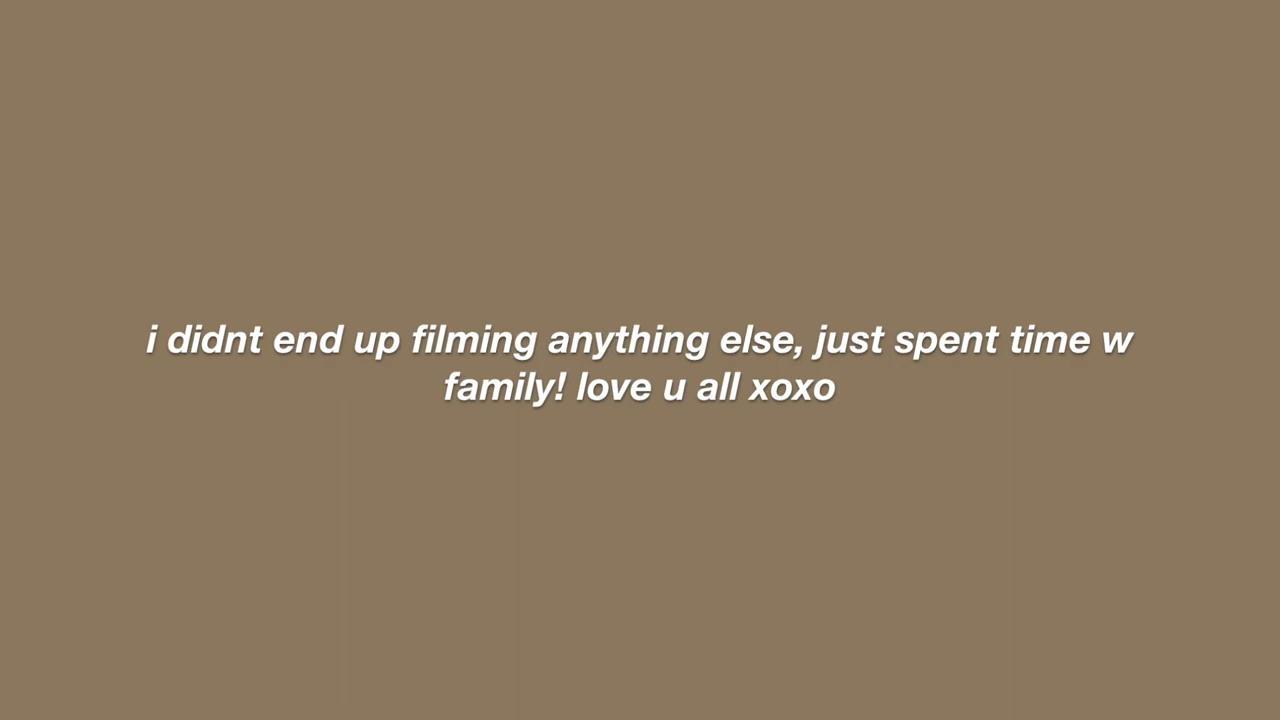 i didnt end up filming anything else, just spent time w
family! love u all xoxo